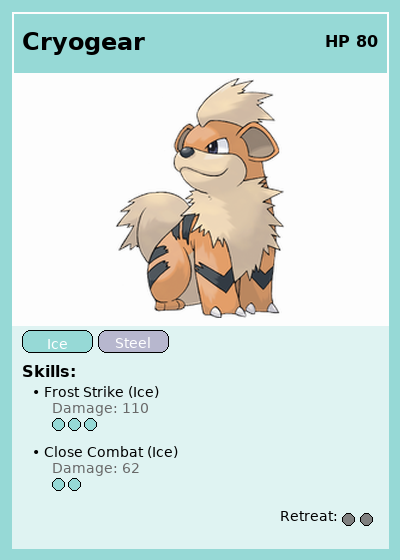 Cryogear HP 80
Ice Steel
Skills:
• Frost Strike (Ice)
Damage: 110
• Close Combat (Ice)
Damage: 62
Retreat: